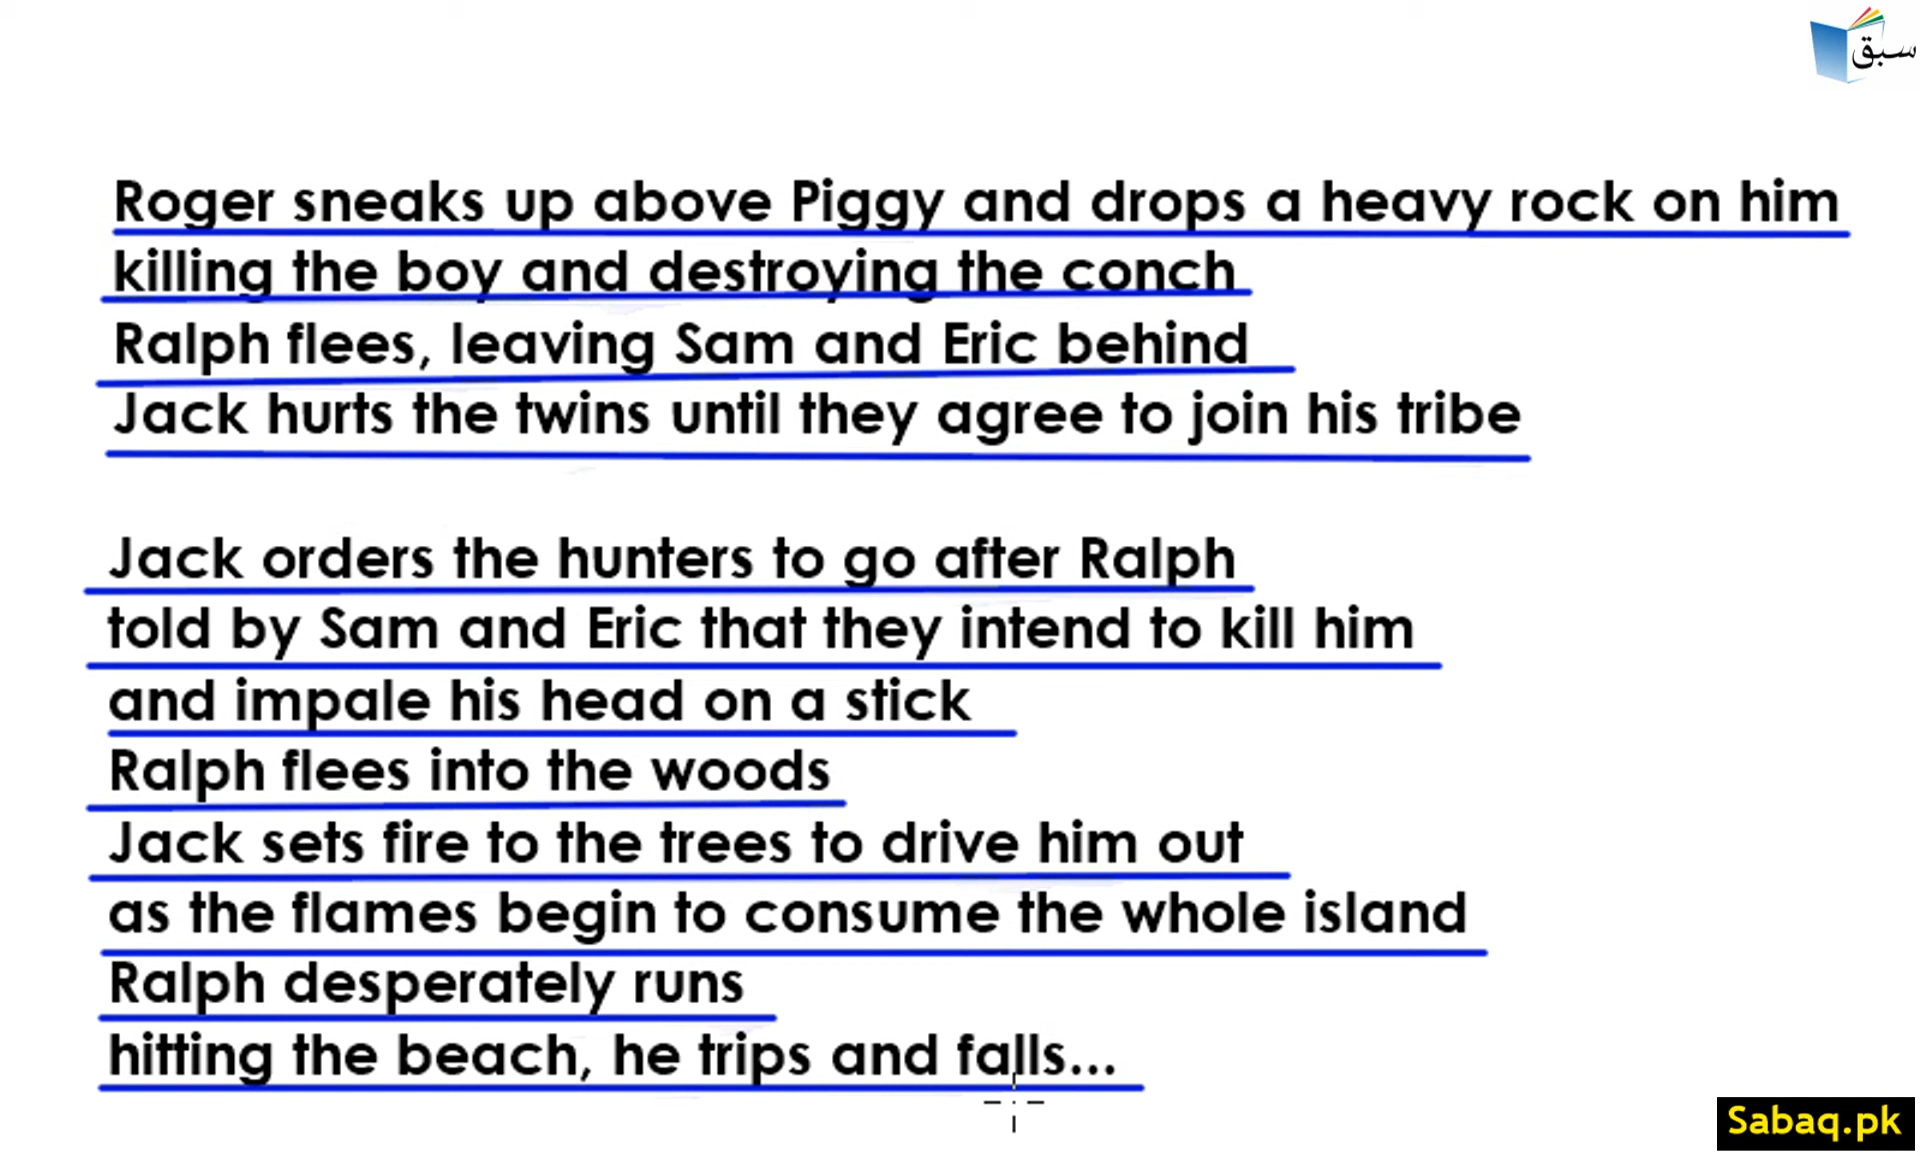 سبق
Roger sneaks up above Piggy and drops a heavy rock on him
killing the boy and destroying the conch
Ralph flees, leaving Sam and Eric behind
Jack hurts the twins until they agree to join his tribe
Jack orders the hunters to go after Ralph
told by Sam and Eric that they intend to kill him
and impale his head on a stick
Ralph flees into the woods
Jack sets fire to the trees to drive him out
as the flames begin to consume the whole island
Ralph desperately runs
hitting the beach, he trips and falls...
Sabaq.pk